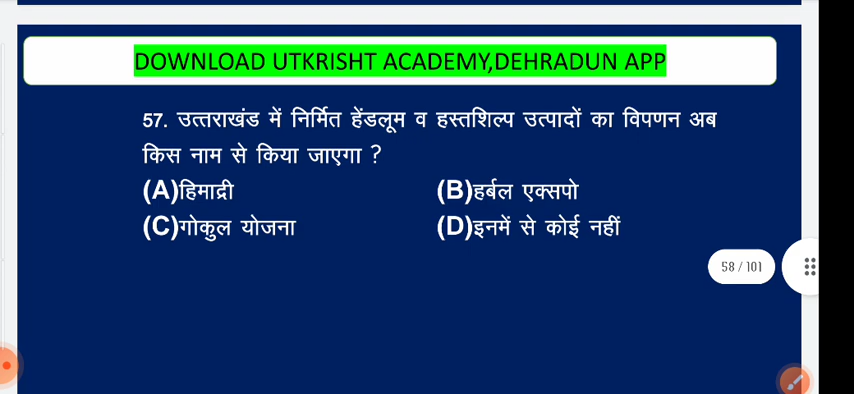 DOWNLOAD UTKRISHT ACADEMY,DEHRADUN APP
57. उत्तराखंड में निर्मित हेंडलूम व हस्तशिल्प उत्पादों का विपणन अब
किस नाम से किया जाएगा ?
(A)हिमाद्री (B)हर्बल एक्सपो
(C)गोकुल योजना (D)इनमें से कोई नहीं
58 / 101